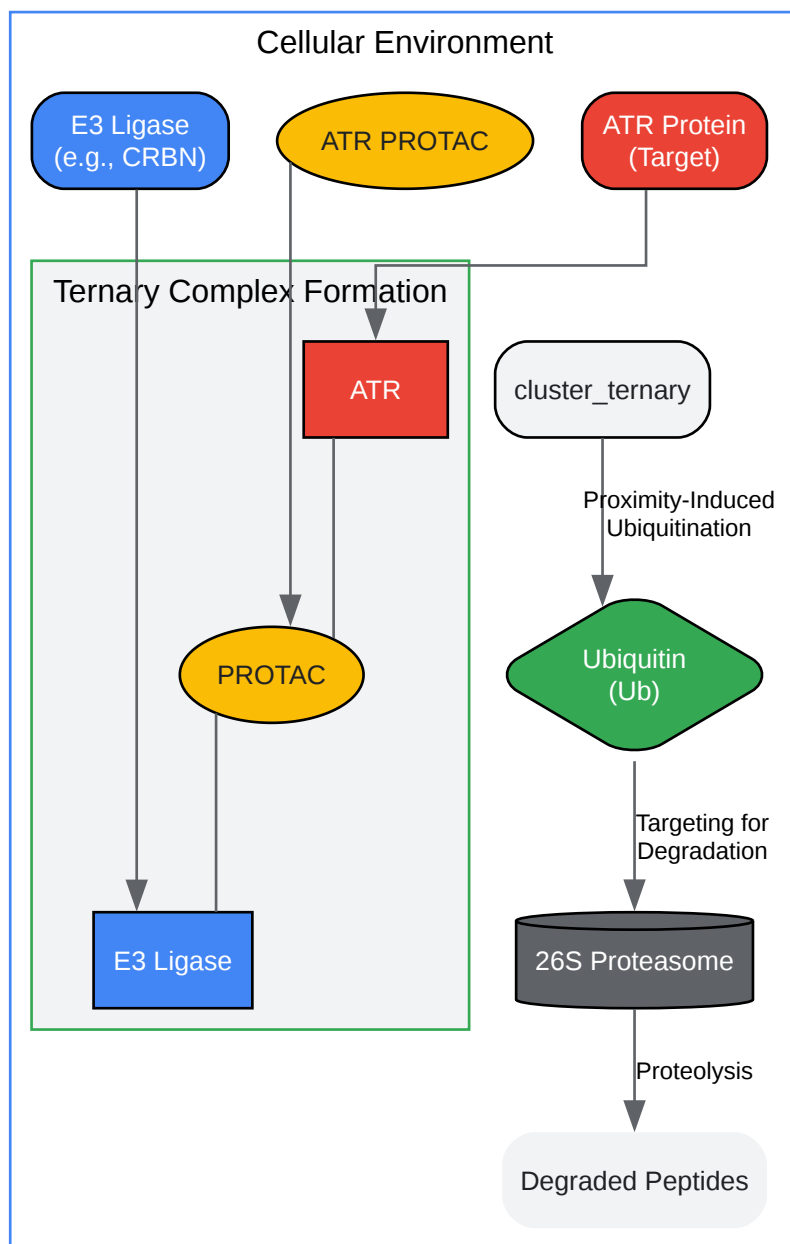 Cellular Environment
E3 Ligase
(e.g., CRBN)
ATR PROTAC
ATR Protein
(Target)
Ternary Complex Formation
ATR
cluster_ternary
Proximity-Induced
Ubiquitination
PROTAC
Ubiquitin
(Ub)
Targeting for
Degradation
E3 Ligase
26S Proteasome
Proteolysis
Degraded Peptides